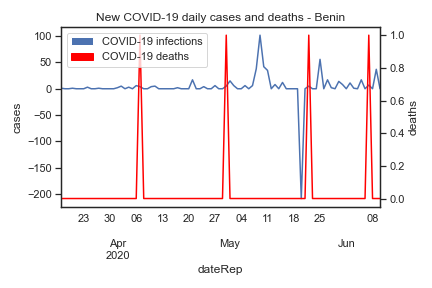 New COVID-19 daily cases and deaths - Benin
COVID-19 infections
COVID-19 deaths
100
50
0
−50
−100
−150
−200
cases
1.0
0.8
0.6
0.4
0.2
0.0
deaths
23 30 06 13 20 27 04 11 18 25 08
Apr May Jun
2020
dateRep